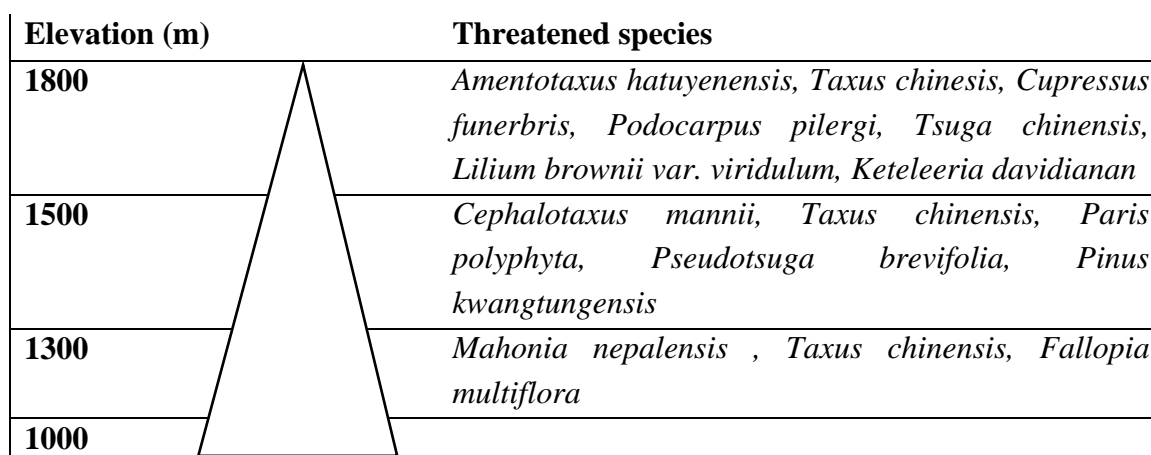 Elevation (m) Threatened species
1800 Amentotaxus hatuyenensis, Taxus chinesis, Cupressus
funerbris, Podocarpus pilergi, Tsuga chinensis,
Lilium brownii var. viridulum, Keteleeria davidianan
1500 Cephalotaxus mannii, Taxus chinensis, Paris
polyphyta, Pseudotsuga brevifolia, Pinus
kwangtungensis
1300 Mahonia nepalensis , Taxus chinensis, Fallopia
multiflora
1000